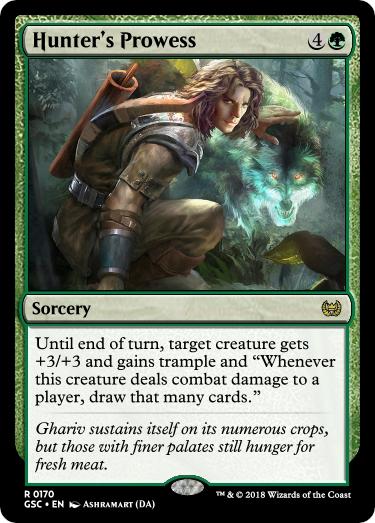 Hunter's Prowess 4
Sorcery
Until end of turn, target creature gets
+3/+3 and gains trample and “Whenever
this creature deals combat damage to a
player, draw that many cards.”
Ghariv sustains itself on its numerous crops,
but those with finer palates still hunger for
fresh meat.
R 0170
GSC • EN ASHRAMART (DA)
™ & © 2018 Wizards of the Coast